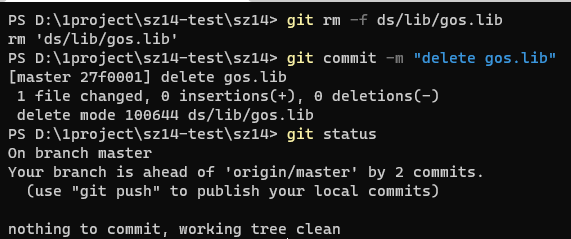 PS D:\1project\sz14-test\sz14> git rm -f ds/lib/gos.lib
rm 'ds/lib/gos.lib'
PS D:\1project\sz14-test\sz14> git commit -m "delete gos.lib"
[master 27f0001] delete gos.lib
 1 file changed, 0 insertions(+), 0 deletions(-)
 delete mode 100644 ds/lib/gos.lib
PS D:\1project\sz14-test\sz14> git status
On branch master
Your branch is ahead of 'origin/master' by 2 commits.
  (use "git push" to publish your local commits)

nothing to commit, working tree clean